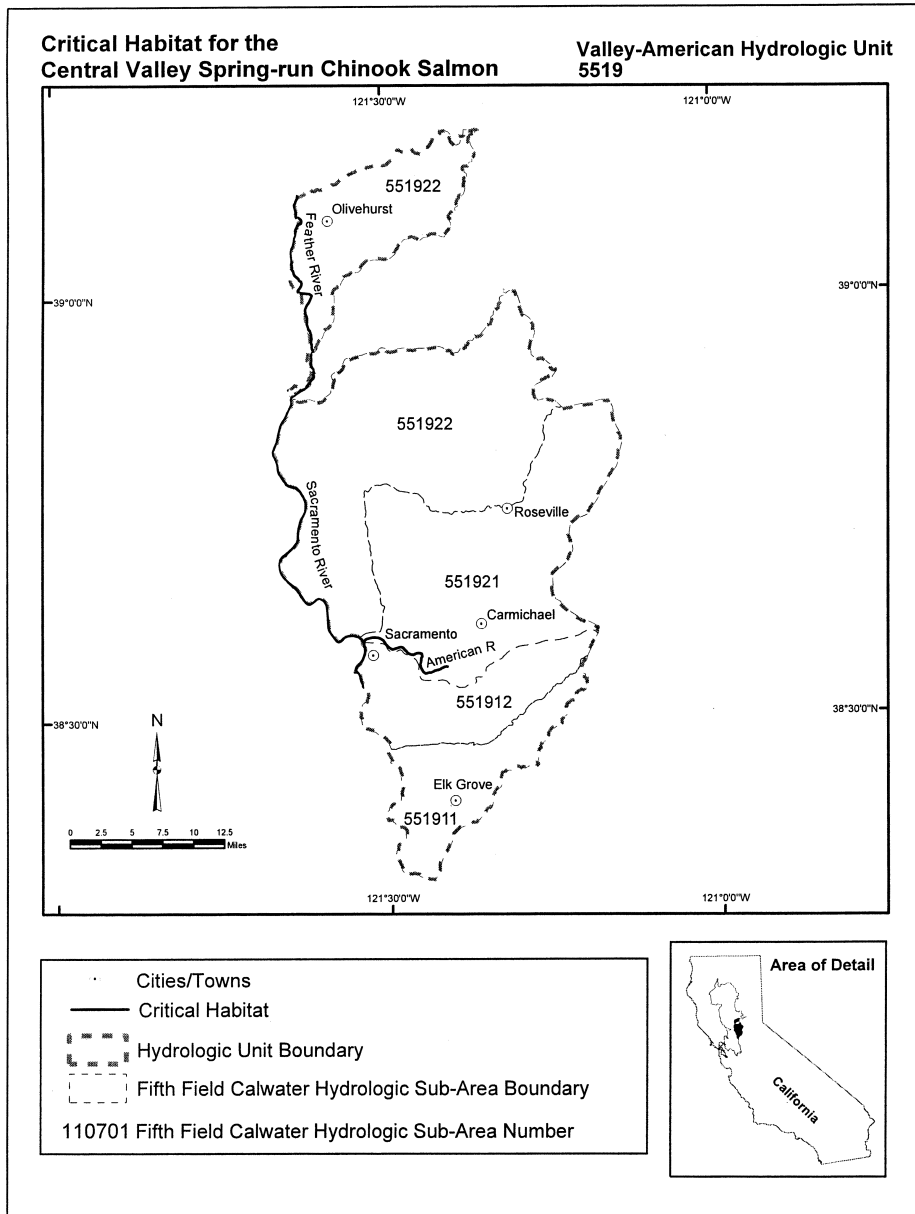 Critical Habitat for the
Central Valley Spring-run Chinook Salmon
Valley-American Hydrologic Unit
5519
121°30'0"W
121°0'0"W
551922
Olivehurst
Feather River
39°0'0"N
39°0'0"N
551922
Sacramento River
Roseville
551921
Carmichael
Sacramento
American R
551912
38°30'0"N
38°30'0"N
N
Elk Grove
551911
0 2.5 5 7.5 10 12.5
Miles
121°30'0"W
121°0'0"W
Cities/Towns
Critical Habitat
Hydrologic Unit Boundary
Fifth Field Calwater Hydrologic Sub-Area Boundary
110701 Fifth Field Calwater Hydrologic Sub-Area Number
Area of Detail
California